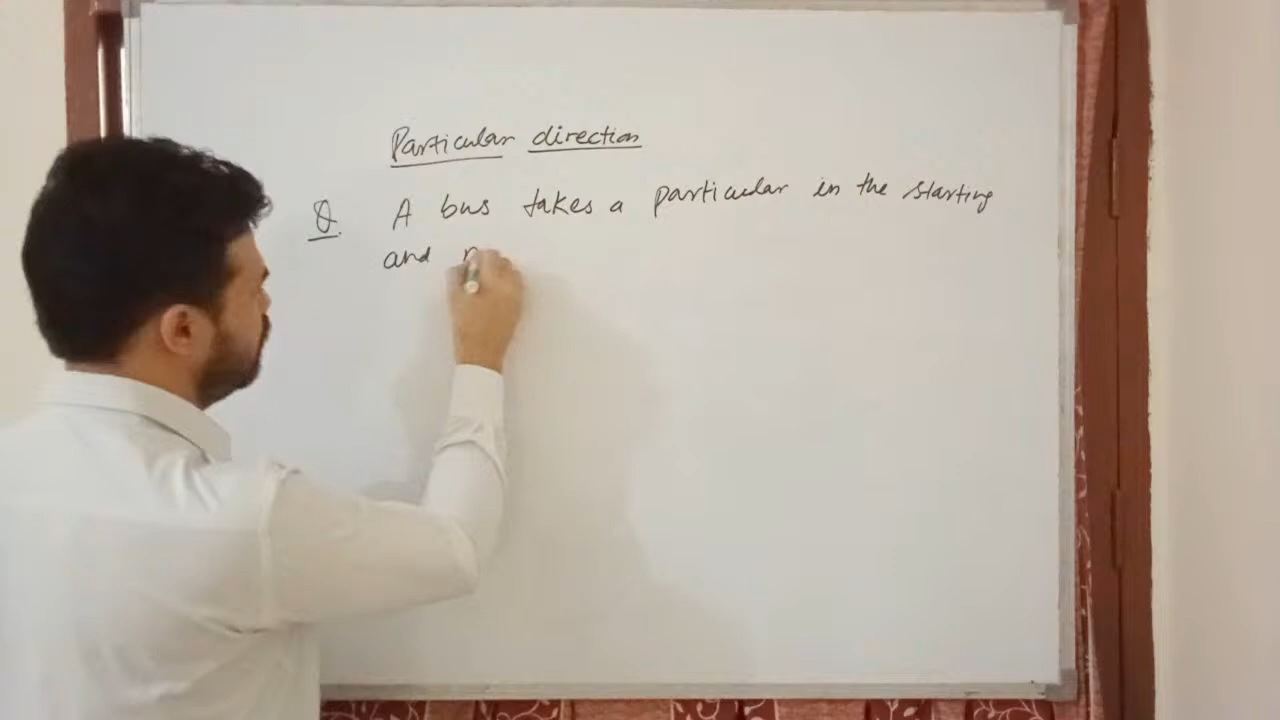 Particular direction
Q. A bus takes a particular in the starting
and